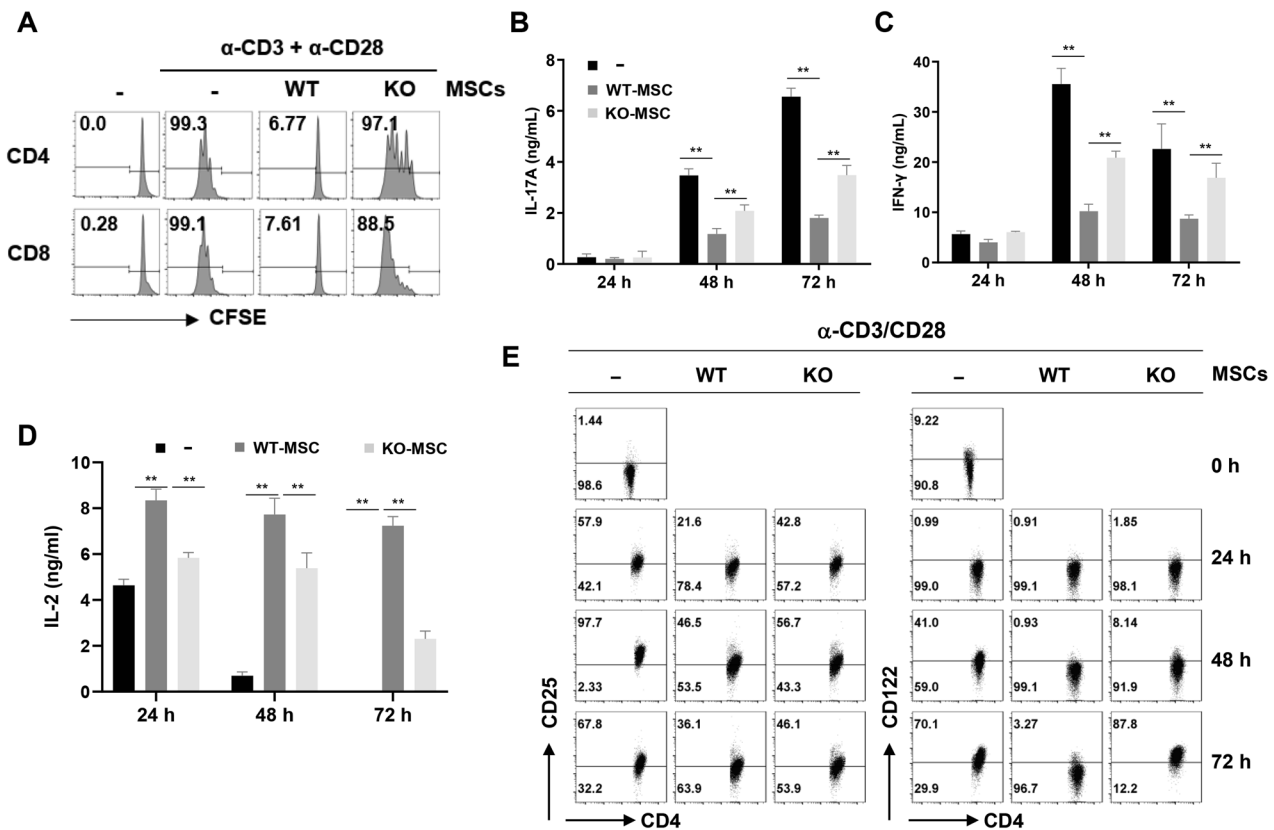 A
α-CD3 + α-CD28
- - WT KO MSCs
CD4 0.0 99.3 6.77 97.1
CD8 0.28 99.1 7.61 88.5
CFSE
B
IL-17A (ng/mL)
8
6
4
2
0
–
WT-MSC
KO-MSC
** ** ** **
24 h 48 h 72 h
C
IFN-γ (ng/mL)
40
30
20
10
0
** ** ** **
24 h 48 h 72 h
D
– WT-MSC KO-MSC
IL-2 (ng/ml)
10
8
6
4
2
0
** ** ** ** ** **
24 h 48 h 72 h
E
α-CD3/CD28
– WT KO – WT KO MSCs
1.44 9.22
98.6 90.8
0 h
57.9 21.6 42.8 0.99 0.91 1.85
42.1 78.4 57.2 99.0 99.1 98.1
24 h
97.7 46.5 56.7 41.0 0.93 8.14
2.33 53.5 43.3 59.0 99.1 91.9
48 h
67.8 36.1 46.1 70.1 3.27 87.8
32.2 63.9 53.9 29.9 96.7 12.2
72 h
CD25
CD122
CD4 CD4